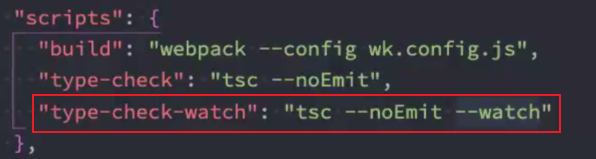 "scripts": {
"build": "webpack --config wk.config.js",
"type-check": "tsc --noEmit",
"type-check-watch": "tsc --noEmit --watch"
},